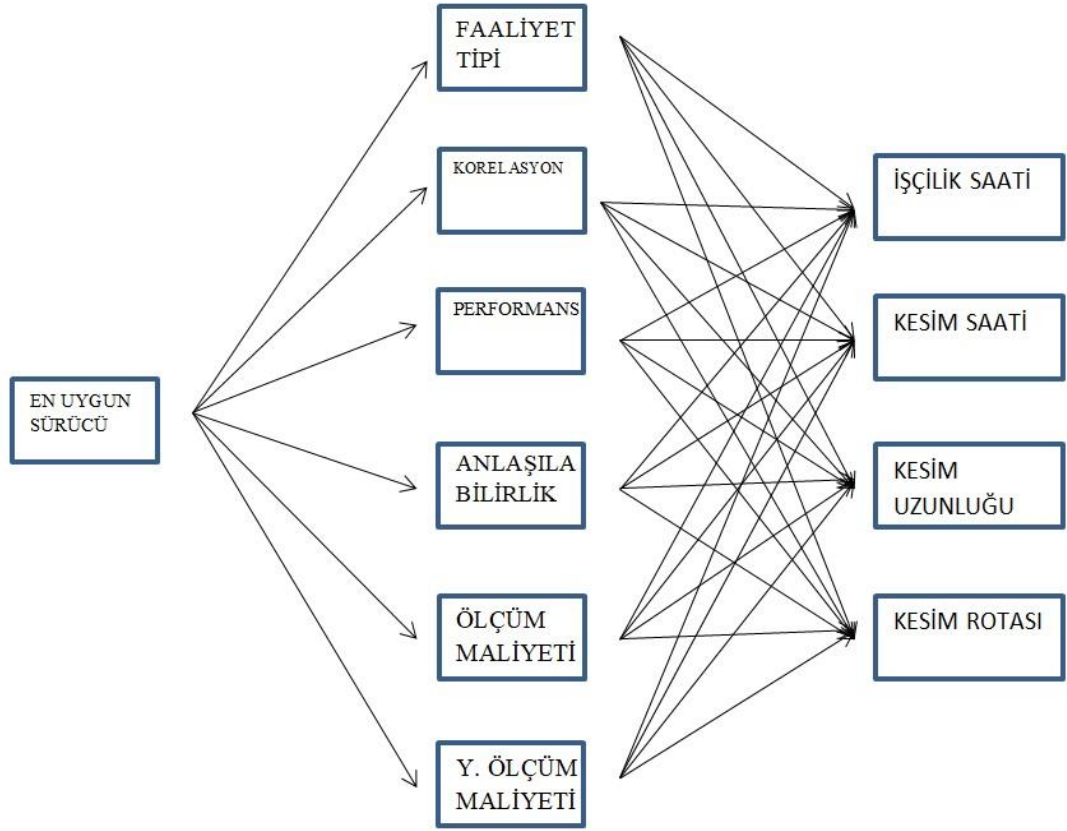 EN UYGUN
SÜRÜCÜ
FAALİYET
TİPİ
KORELASYON
PERFORMANS
ANLAŞILA
BİLİRLİK
ÖLÇÜM
MALİYETİ
Y. ÖLÇÜM
MALİYETİ
İŞÇİLİK SAATİ
KESİM SAATİ
KESİM
UZUNLUĞU
KESİM ROTASI